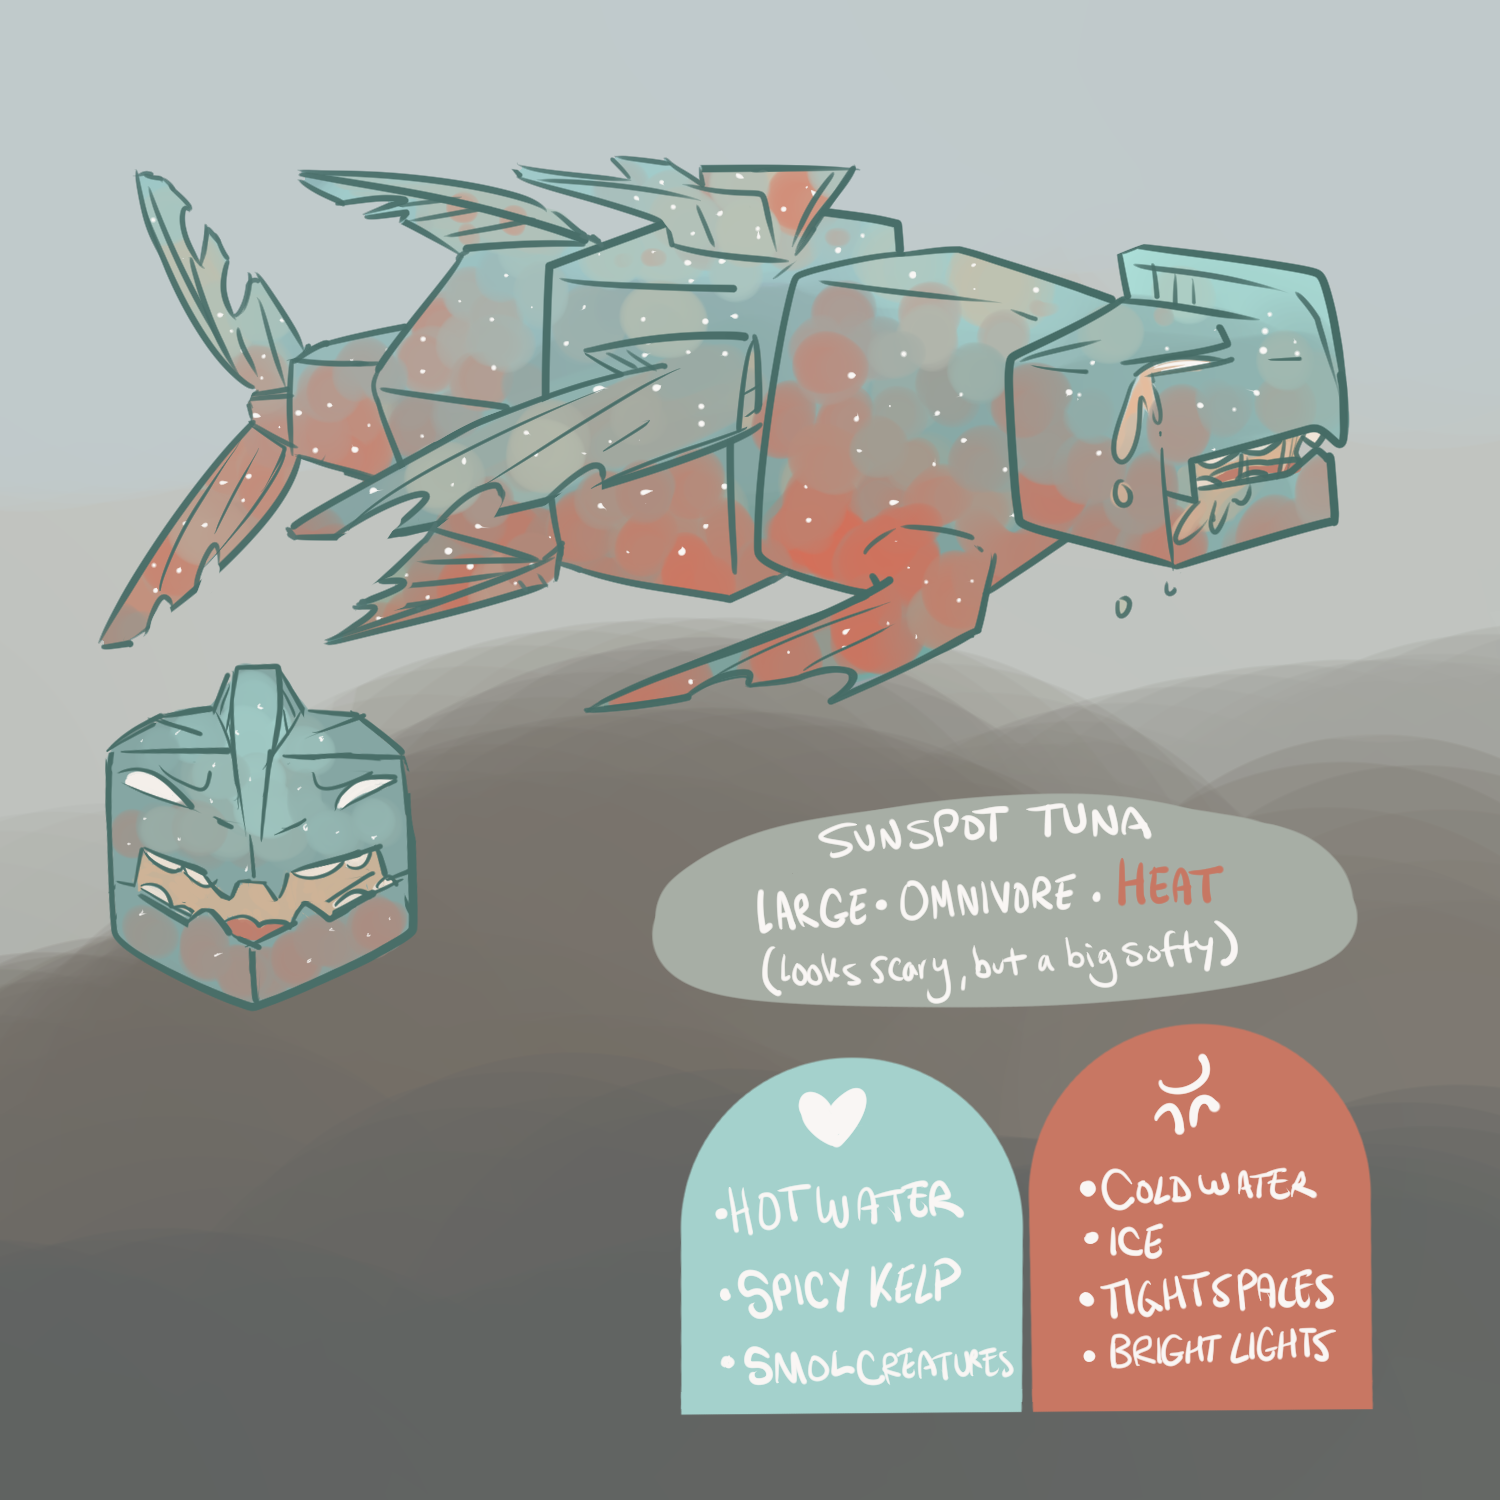 SUNSPOT TUNA
LARGE • OMNIVORE • HEAT
(looks scary, but a big softy)
• HOT WATER
• SPICY KELP
• SMOL CREATURES
• COLD WATER
• ICE
• TIGHT SPACES
• BRIGHT LIGHTS